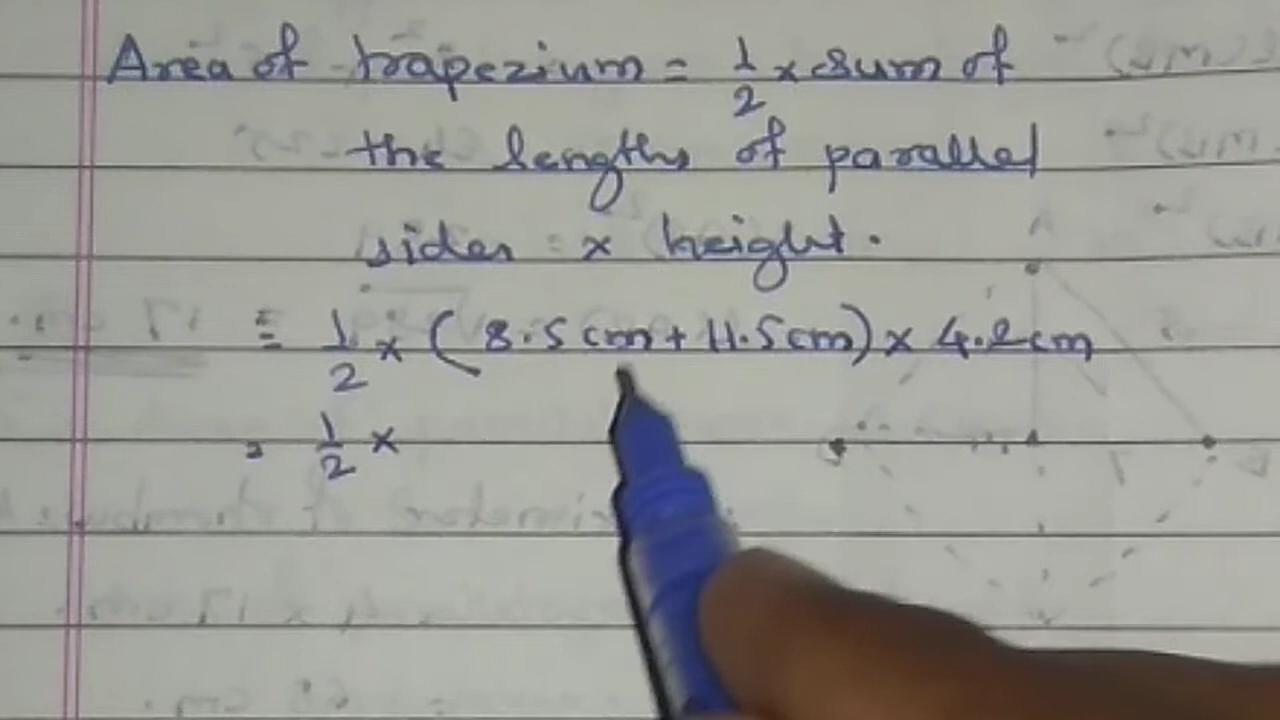 Area of trapezium = 1/2 × sum of
the lengths of parallel
sides = × height.
= 1/2 × (8.5 cm + 11.5 cm) × 4.2 cm
= 1/2 ×